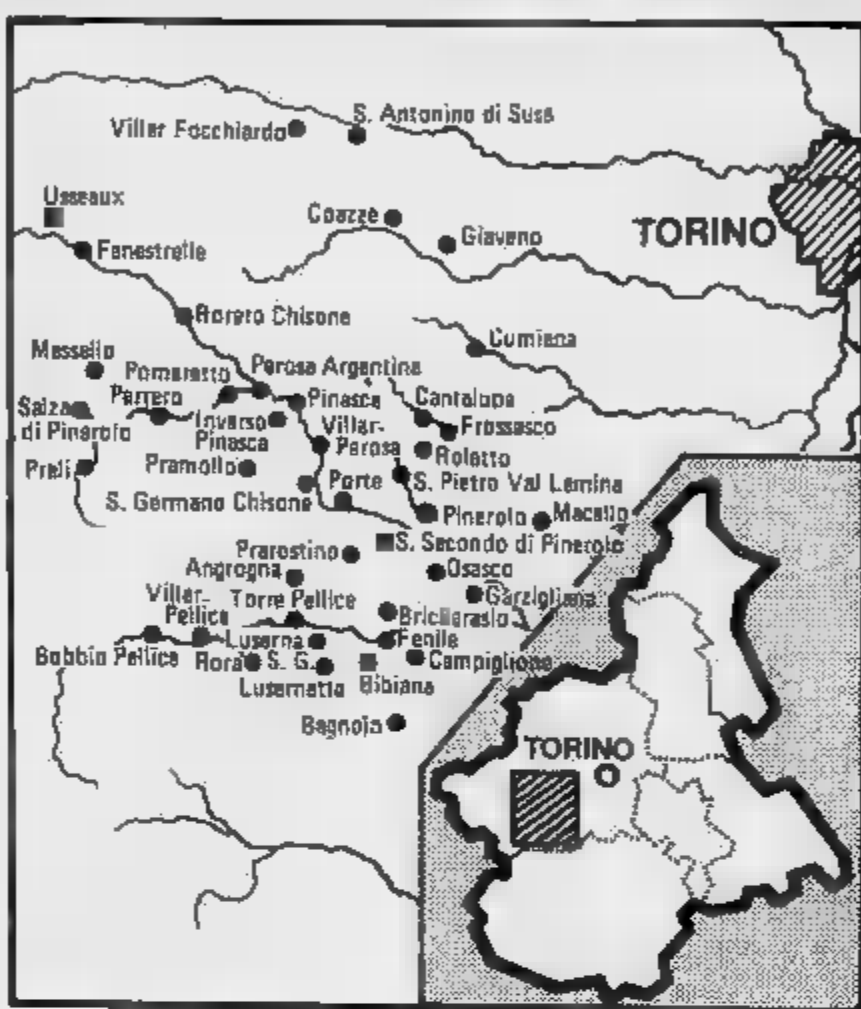 S. Antonino di Susa
Villar Focchiardo
Usseaux
Coazze
Giaveno
TORINO
Fenestrelle
Rorero Chisone
Cumiana
Massello
Pomaretto
Perosa Argentina
Perrero
Pinasca
Cantalupa
Salza
di Pinerolo
Inverso
Pinasca
Villar-
Perosa
Frossasco
Roletto
Prali
Pramollo
Porte
S. Pietro Val Lemina
S. Germano Chisone
Pinerolo
Macello
S. Secondo di Pinerolo
Prarostino
Angrogna
Osasco
Villar-
Pellice
Torre Pellice
Garzigliana
Bricherasio
Luserna
S. G.
Fenile
Bobbio Pellice
Rorà
Campiglione
Lusernetta
Bibiana
Bagnolo
TORINO